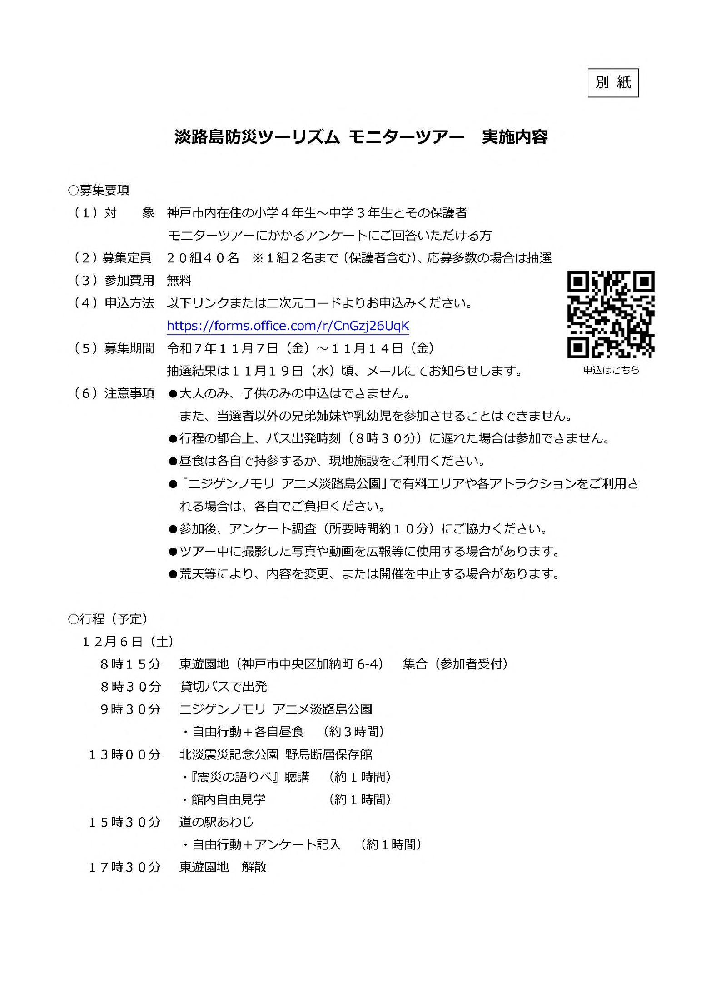 別 紙
淡路島防災ツーリズム モニターツアー　実施内容
○募集要項
（１）対　　象　神戸市内在住の小学４年生～中学３年生とその保護者
モニターツアーにかかるアンケートにご回答いただける方
（２）募集定員　２０組４０名　※１組２名まで（保護者含む）、応募多数の場合は抽選
（３）参加費用　無料
（４）申込方法　以下リンクまたは二次元コードよりお申込みください。
https://forms.office.com/r/CnGzj26UqK
（５）募集期間　令和７年１１月７日（金）～１１月１４日（金）
抽選結果は１１月１９日（水）頃、メールにてお知らせします。
申込はこちら
（６）注意事項　●大人のみ、子供のみの申込はできません。
また、当選者以外の兄弟姉妹や乳幼児を参加させることはできません。
●行程の都合上、バス出発時刻（８時３０分）に遅れた場合は参加できません。
●昼食は各自で持参するか、現地施設をご利用ください。
●「ニジゲンノモリ アニメ淡路島公園」で有料エリアや各アトラクションをご利用さ
れる場合は、各自でご負担ください。
●参加後、アンケート調査（所要時間約１０分）にご協力ください。
●ツアー中に撮影した写真や動画を広報等に使用する場合があります。
●荒天等により、内容を変更、または開催を中止する場合があります。
○行程（予定）
１２月６日（土）
８時１５分　東遊園地（神戸市中央区加納町 6-4）　集合（参加者受付）
８時３０分　貸切バスで出発
９時３０分　ニジゲンノモリ アニメ淡路島公園
・自由行動＋各自昼食　（約３時間）
１３時００分　北淡震災記念公園 野島断層保存館
・『震災の語りべ』聴講　（約１時間）
・館内自由見学　（約１時間）
１５時３０分　道の駅あわじ
・自由行動＋アンケート記入　（約１時間）
１７時３０分　東遊園地　解散